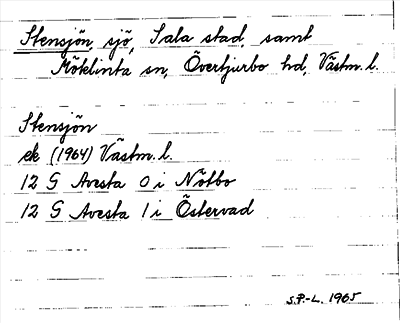 Stensjön, sjö, Sala stad, samt
Möklinta sn, Övertjurbo hd, Västm. l.
Stensjön
ek (1964) Västm. l.
12 G Avesta 0 i Nötbo
12 G Avesta 1 i Östervad
S.P.-L. 1965